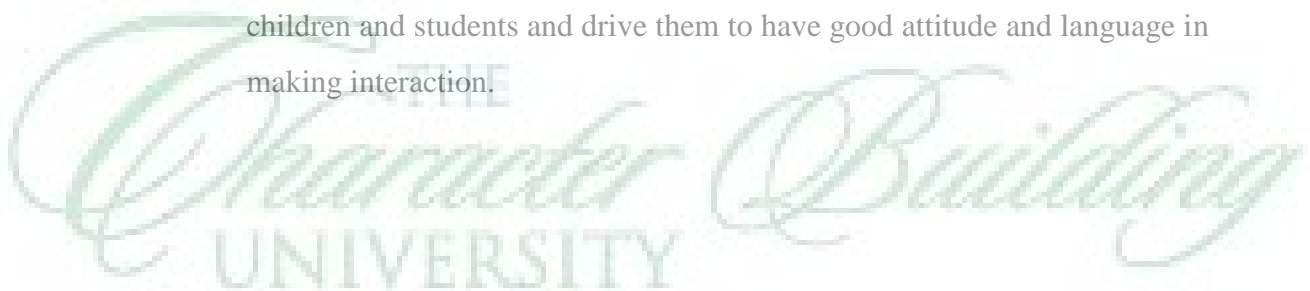 children and students and drive them to have good attitude and language in
making interaction.
THE
Character Building
UNIVERSITY